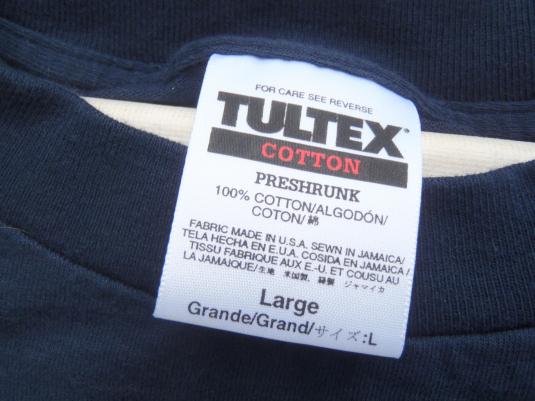 FOR CARE SEE REVERSE
TULTEX
COTTON
PRESHRUNK
100% COTTON/ALGODÓN/
COTON/綿
FABRIC MADE IN U.S.A. SEWN IN JAMAICA/
TELA HECHA EN E.U.A. COSIDA EN JAMAICA/
TISSU FABRIQUE AUX E.-U. ET COUSU AU
LA JAMAIQUE/生地 米国製, 縫製 ジャマイカ
Large
Grande/Grand/サイズ:L